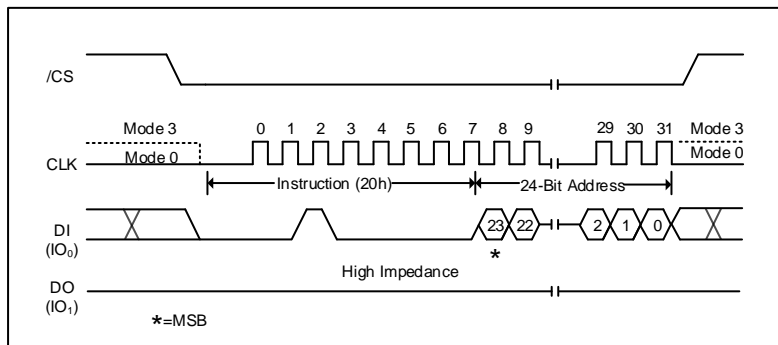 /CS
Mode 3 0 1 2 3 4 5 6 7 8 9 29 30 31 Mode 3
CLK Mode 0 Mode 0
Instruction (20h) 24-Bit Address
DI
(IO₀)
23 22 2 1 0
*
High Impedance
DO
(IO₁)
*=MSB